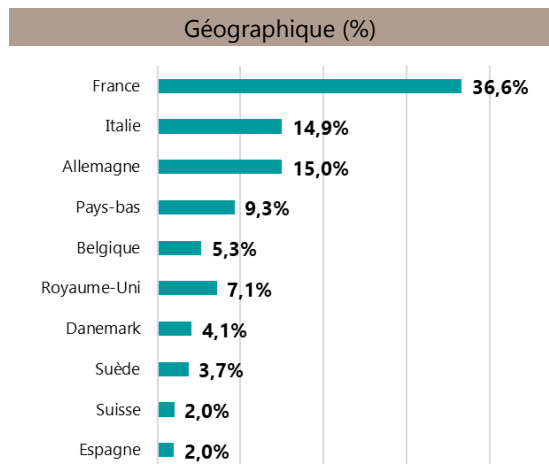 Géographique (%)
France 36,6%
Italie 14,9%
Allemagne 15,0%
Pays-bas 9,3%
Belgique 5,3%
Royaume-Uni 7,1%
Danemark 4,1%
Suède 3,7%
Suisse 2,0%
Espagne 2,0%